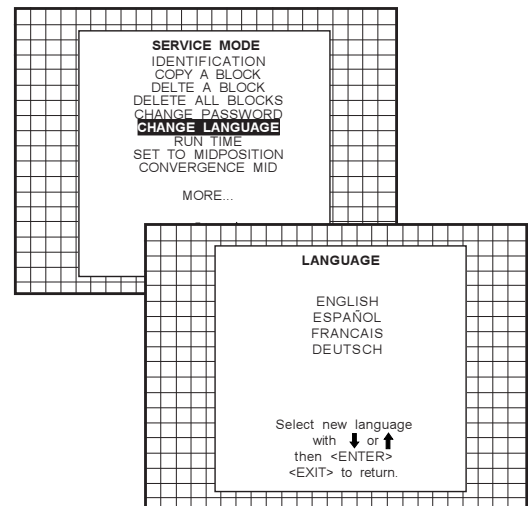 SERVICE MODE
IDENTIFICATION
COPY A BLOCK
DELTE A BLOCK
DELETE ALL BLOCKS
CHANGE PASSWORD
CHANGE LANGUAGE
RUN TIME
SET TO MIDPOSITION
CONVERGENCE MID
MORE...
LANGUAGE
ENGLISH
ESPAÑOL
FRANCAIS
DEUTSCH
Select new language
with ⬇ or ⬆
then <ENTER>
<EXIT> to return.